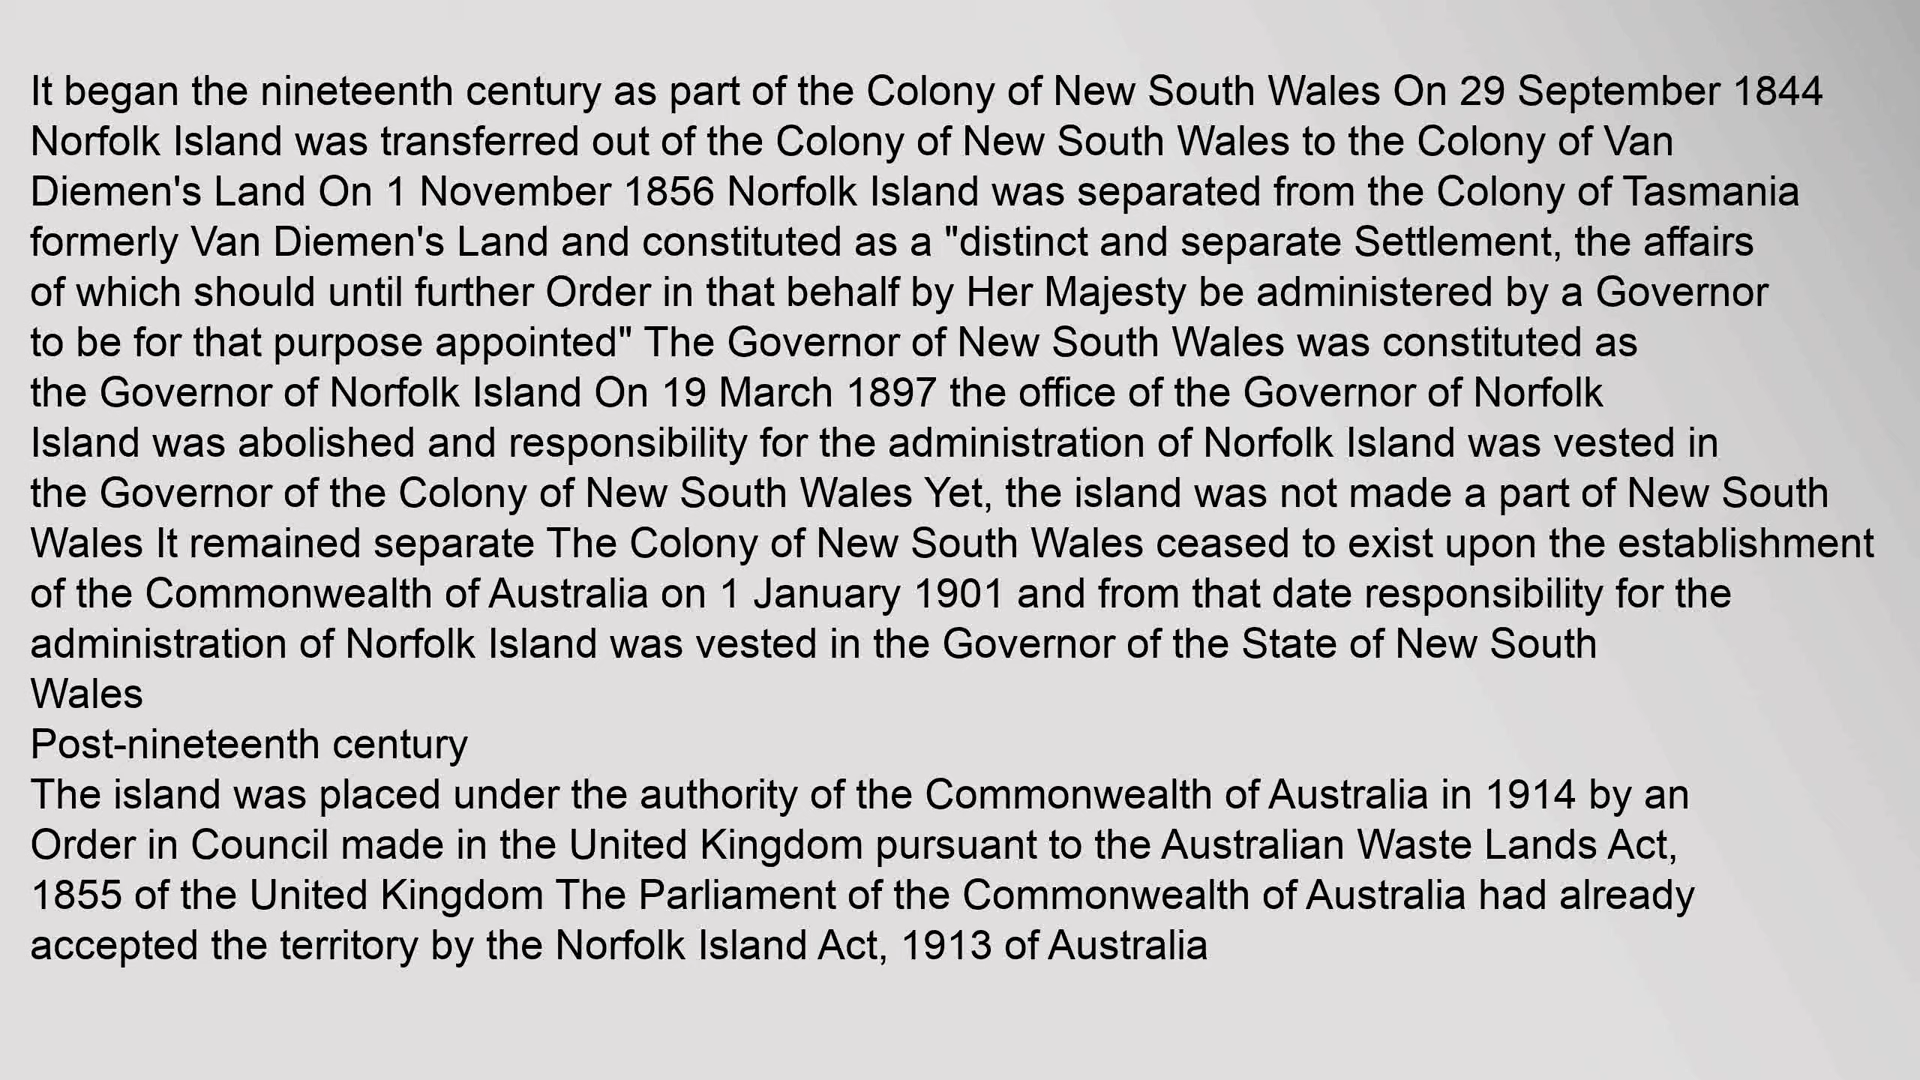 It began the nineteenth century as part of the Colony of New South Wales On 29 September 1844
Norfolk Island was transferred out of the Colony of New South Wales to the Colony of Van
Diemen's Land On 1 November 1856 Norfolk Island was separated from the Colony of Tasmania
formerly Van Diemen's Land and constituted as a "distinct and separate Settlement, the affairs
of which should until further Order in that behalf by Her Majesty be administered by a Governor
to be for that purpose appointed" The Governor of New South Wales was constituted as
the Governor of Norfolk Island On 19 March 1897 the office of the Governor of Norfolk
Island was abolished and responsibility for the administration of Norfolk Island was vested in
the Governor of the Colony of New South Wales Yet, the island was not made a part of New South
Wales It remained separate The Colony of New South Wales ceased to exist upon the establishment
of the Commonwealth of Australia on 1 January 1901 and from that date responsibility for the
administration of Norfolk Island was vested in the Governor of the State of New South
Wales
Post-nineteenth century
The island was placed under the authority of the Commonwealth of Australia in 1914 by an
Order in Council made in the United Kingdom pursuant to the Australian Waste Lands Act,
1855 of the United Kingdom The Parliament of the Commonwealth of Australia had already
accepted the territory by the Norfolk Island Act, 1913 of Australia